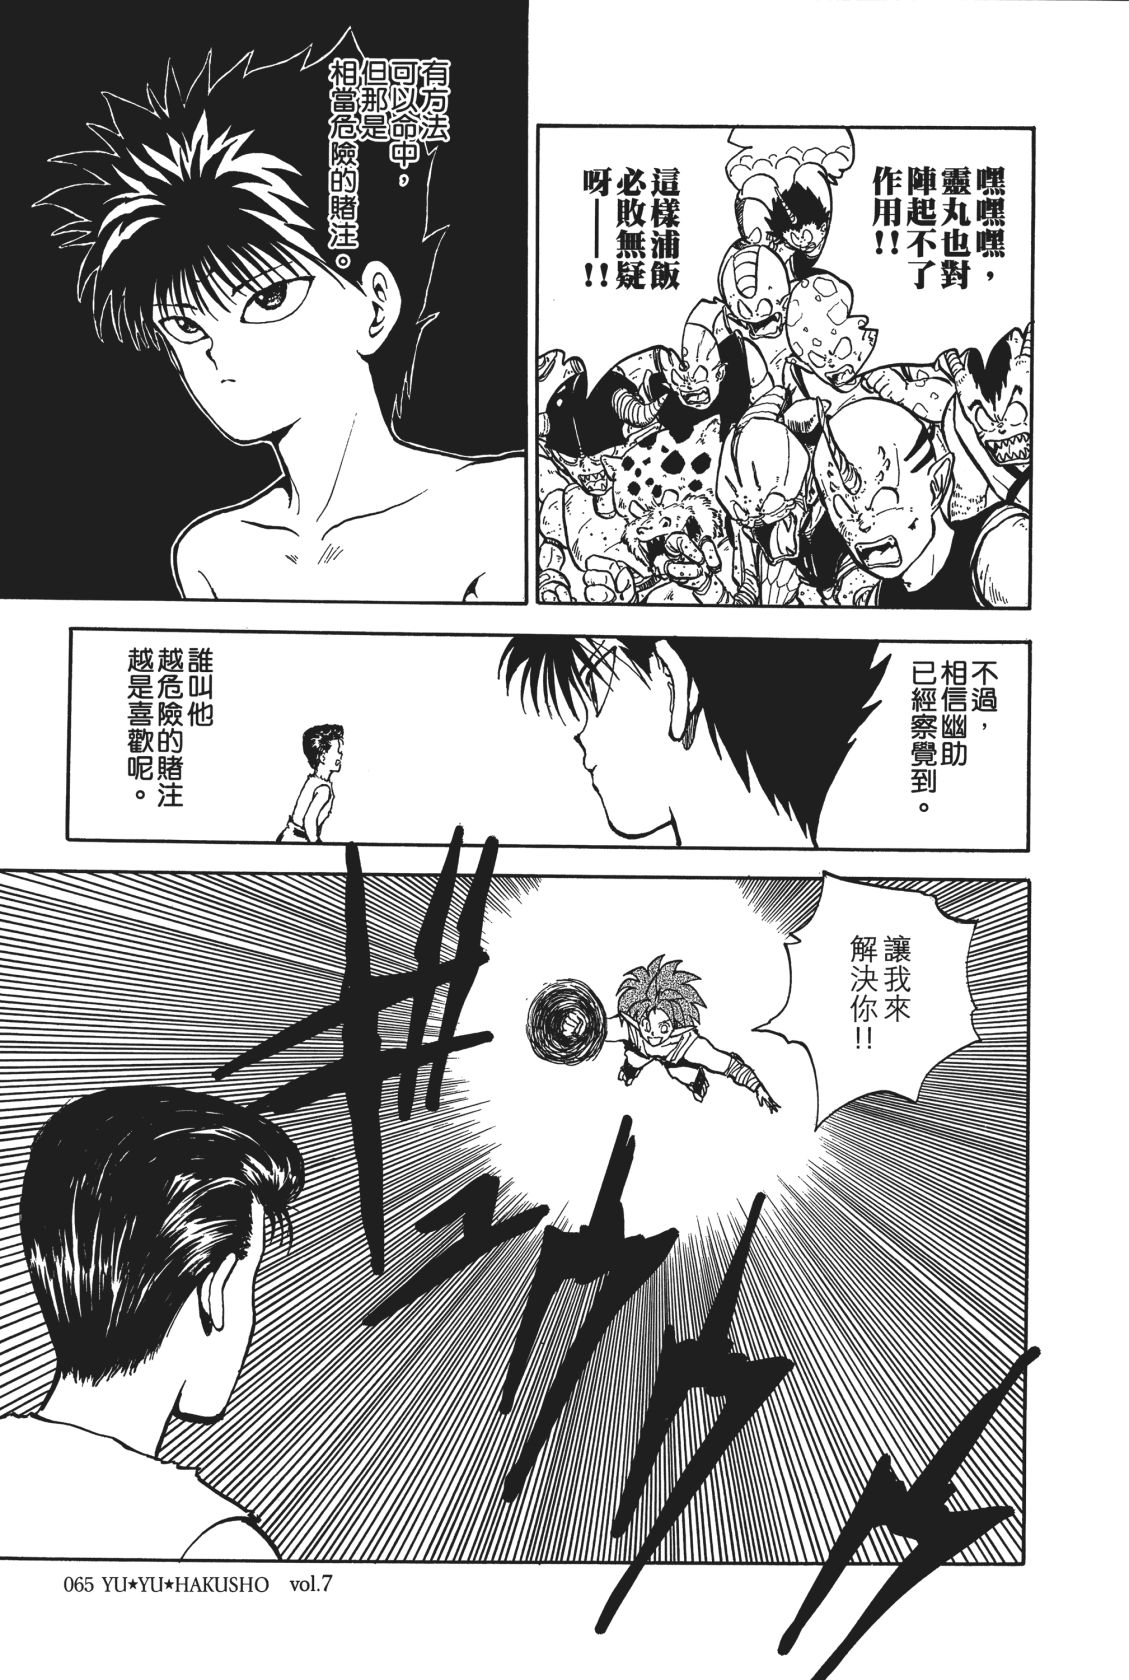 嘿嘿嘿，
靈丸也對
陣起不了
作用!!
這樣浦飯
必敗無疑
呀——!!
有方法
可以命中，
但那是
相當危險的賭注。
不過，
相信幽助
已經察覺到。
誰叫他
越危險的賭注
越是喜歡呢。
讓我來
解決你!!
ギュ
065 YU★YU★HAKUSHO vol.7